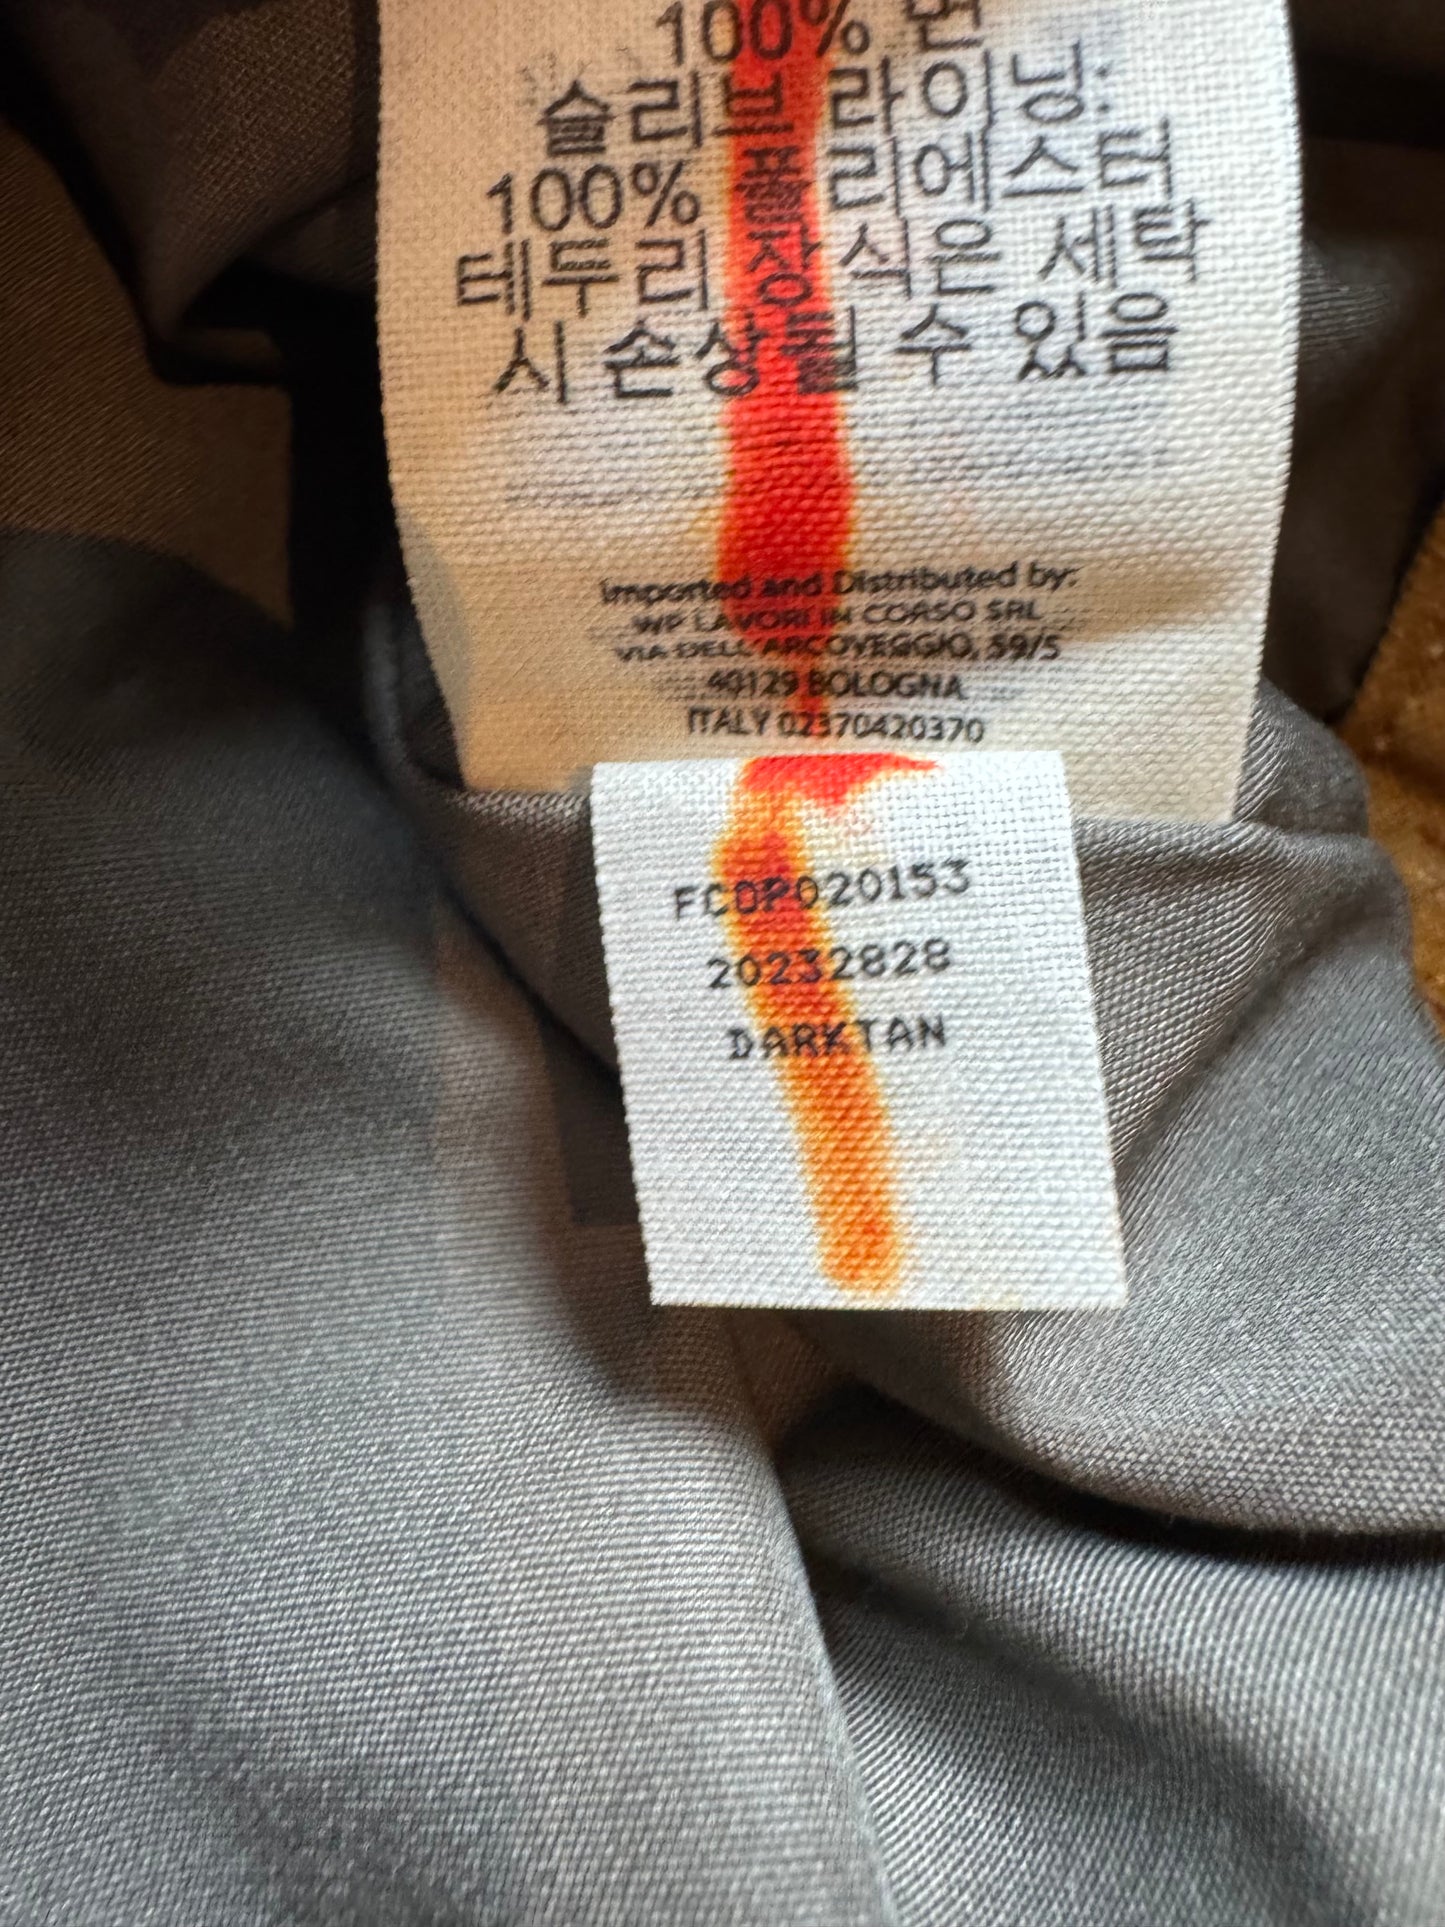 100% 면
슬리브 라이닝:
100% 폴리에스터
테두리 장식은 세탁
시 손상될 수 있음
Imported and Distributed by:
WP LAVORI IN CORSO SRL
VIA DELL'ARCOVEGGIO, 59/5
40129 BOLOGNA
ITALY 02370420370
FCOP020153
20232828
DARKTAN